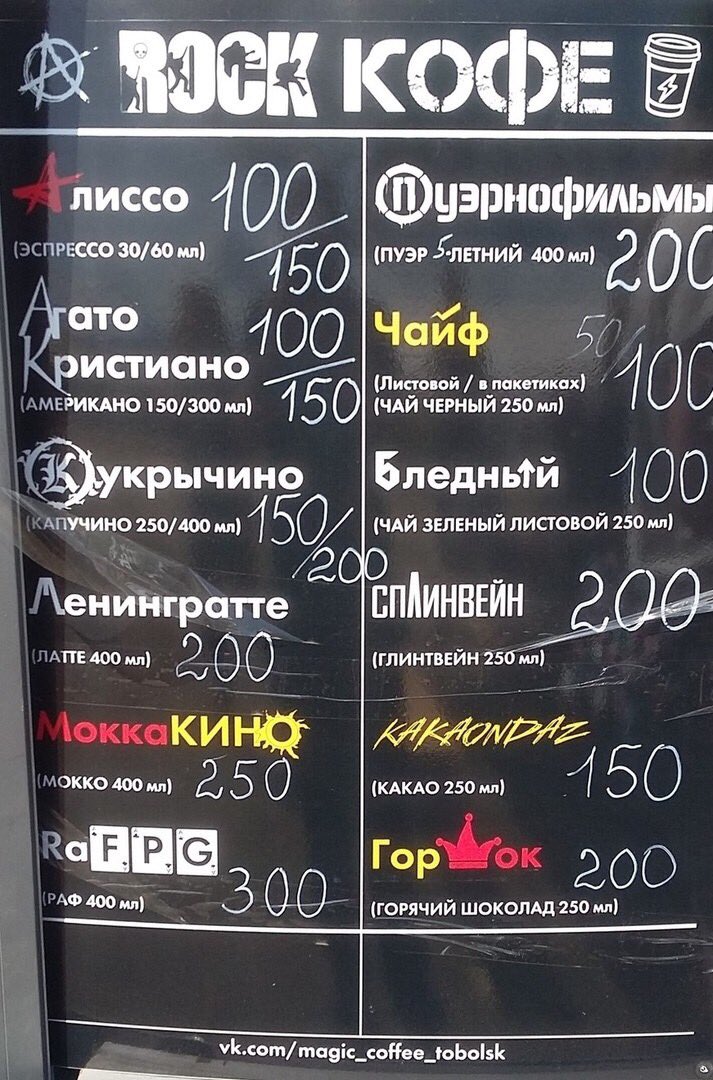 ROCK КОФЕ
Алиссо 100/150
(ЭСПРЕССО 30/60 мл)
Агато
Кристиано 100/150
(АМЕРИКАНО 150/300 мл)
Кукрычино
(КАПУЧИНО 250/400 мл) 150/200
Ленингратте
(ЛАТТЕ 400 мл) 200
МоккаКИНО
(МОККО 400 мл) 250
RaFPG
(РАФ 400 мл) 300
Пуэрнофильмы
(ПУЭР 5-ЛЕТНИЙ 400 мл) 200
Чайф 50/100
(Листовой / в пакетиках)
(ЧАЙ ЧЕРНЫЙ 250 мл)
Бледный 100
(ЧАЙ ЗЕЛЕНЫЙ ЛИСТОВОЙ 250 мл)
СПЛИНВЕЙН 200
(ГЛИНТВЕЙН 250 мл)
KAKAONDAZ
(КАКАО 250 мл) 150
ГорШок 200
(ГОРЯЧИЙ ШОКОЛАД 250 мл)
vk.com/magic_coffee_tobolsk